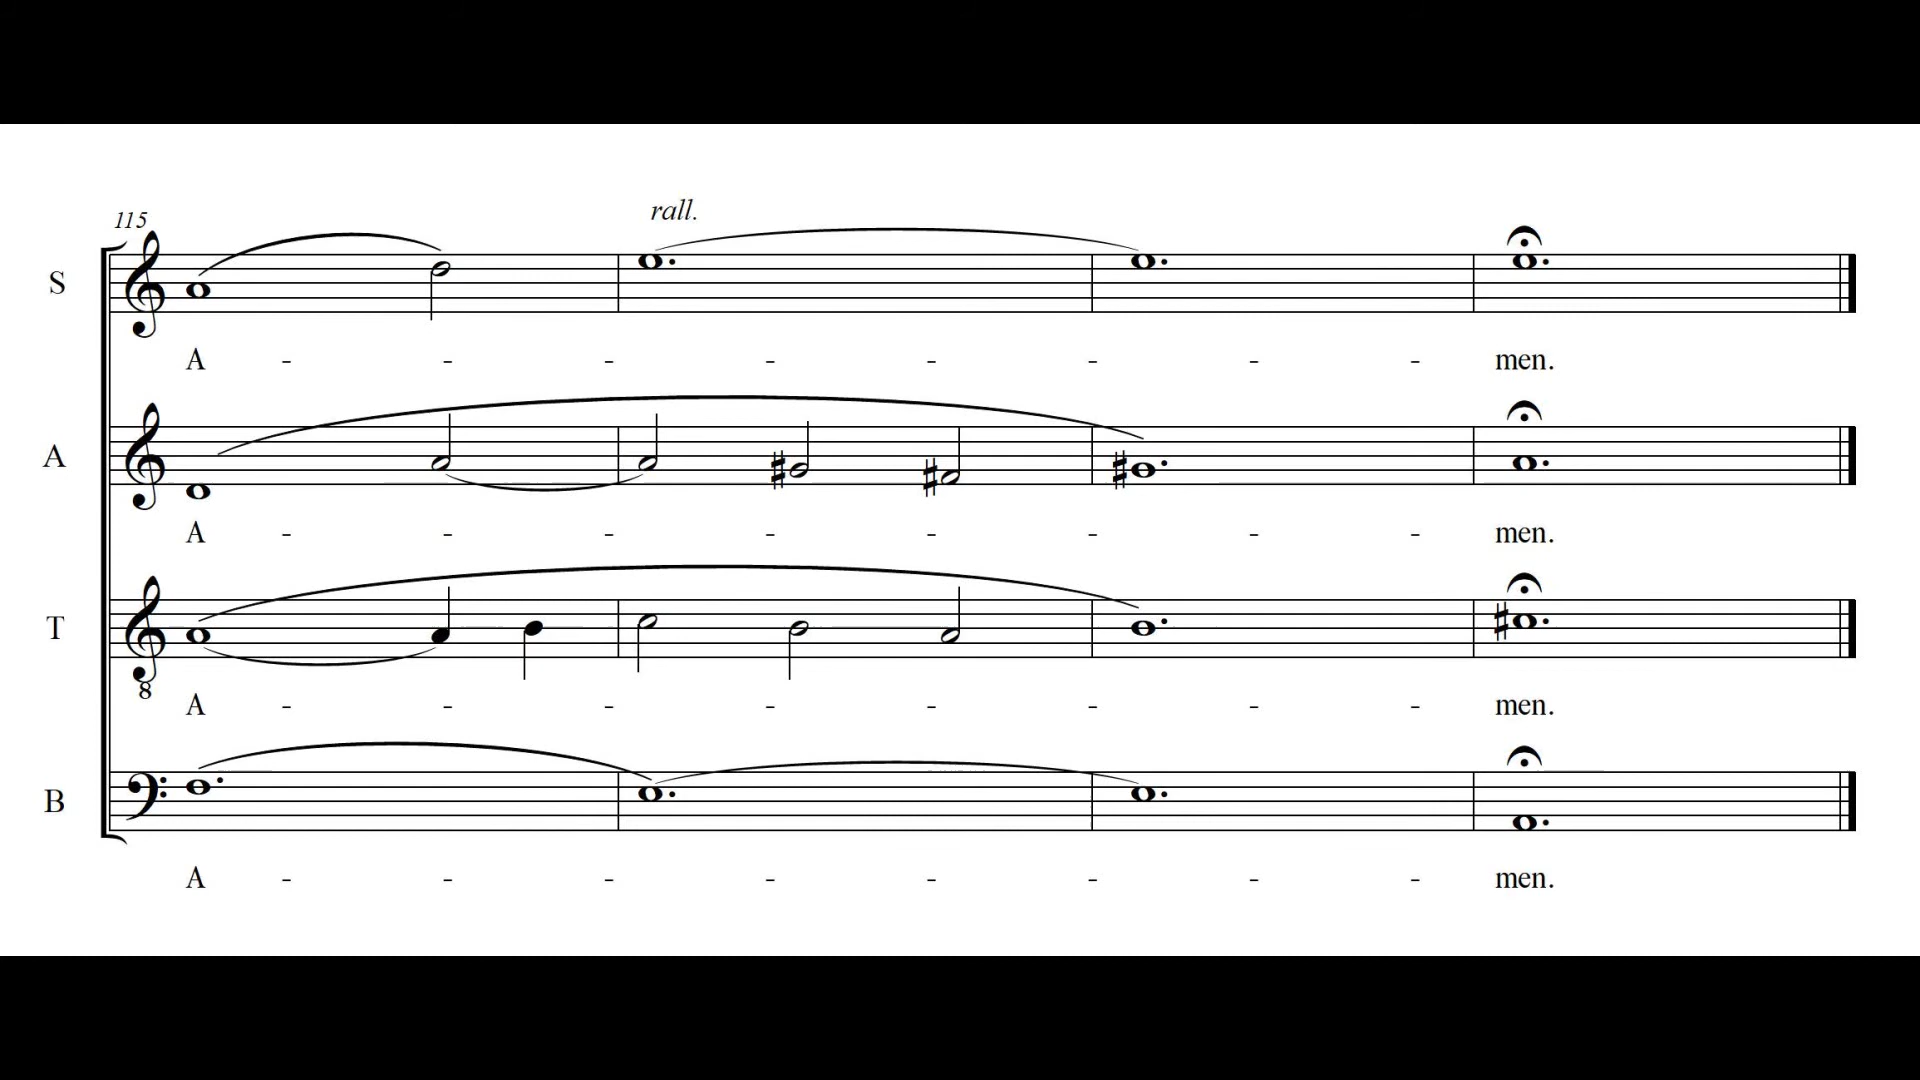 115
rall.
S
A - - - - - - - - men.
A
A - - - - - - - - men.
T
8
A - - - - - - - - men.
B
A - - - - - - - - men.